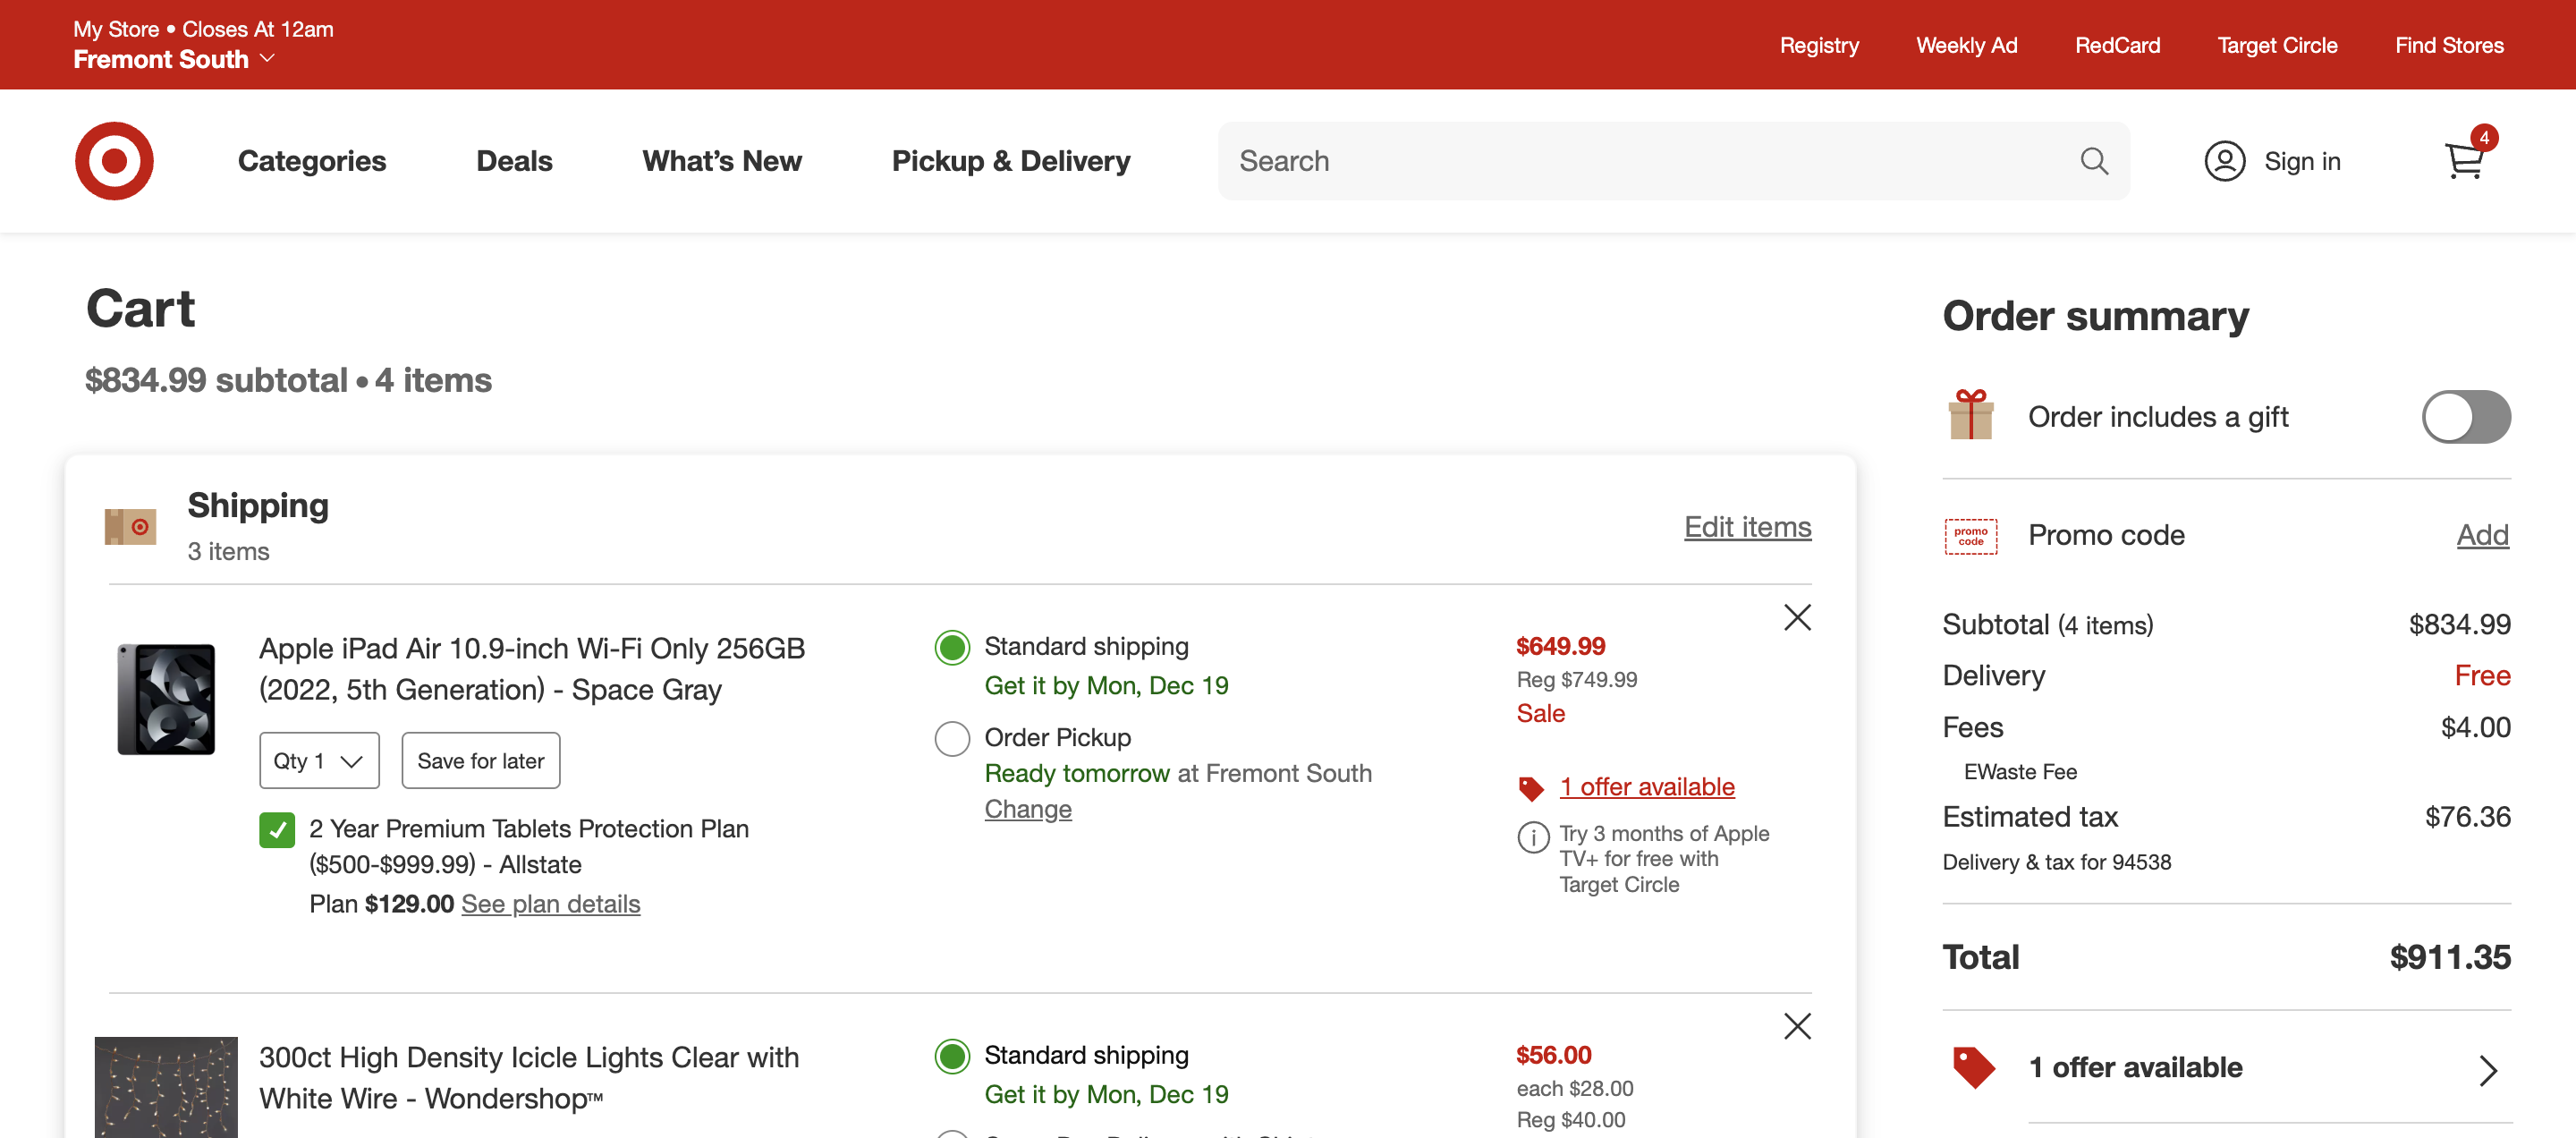 My Store • Closes At 12am
Fremont South
Registry
Weekly Ad
RedCard
Target Circle
Find Stores
Categories
Deals
What's New
Pickup & Delivery
Search
Sign in
4
Cart
$834.99 subtotal • 4 items
Shipping
3 items
Edit items
Apple iPad Air 10.9-inch Wi-Fi Only 256GB
(2022, 5th Generation) - Space Gray
Qty 1
Save for later
2 Year Premium Tablets Protection Plan
($500-$999.99) - Allstate
Plan $129.00 See plan details
Standard shipping
Get it by Mon, Dec 19
Order Pickup
Ready tomorrow at Fremont South
Change
$649.99
Reg $749.99
Sale
1 offer available
Try 3 months of Apple
TV+ for free with
Target Circle
300ct High Density Icicle Lights Clear with
White Wire - Wondershop™
Standard shipping
Get it by Mon, Dec 19
$56.00
each $28.00
Reg $40.00
Order summary
Order includes a gift
promo
code
Promo code
Add
Subtotal (4 items)
$834.99
Delivery
Free
Fees
$4.00
EWaste Fee
Estimated tax
$76.36
Delivery & tax for 94538
Total
$911.35
1 offer available